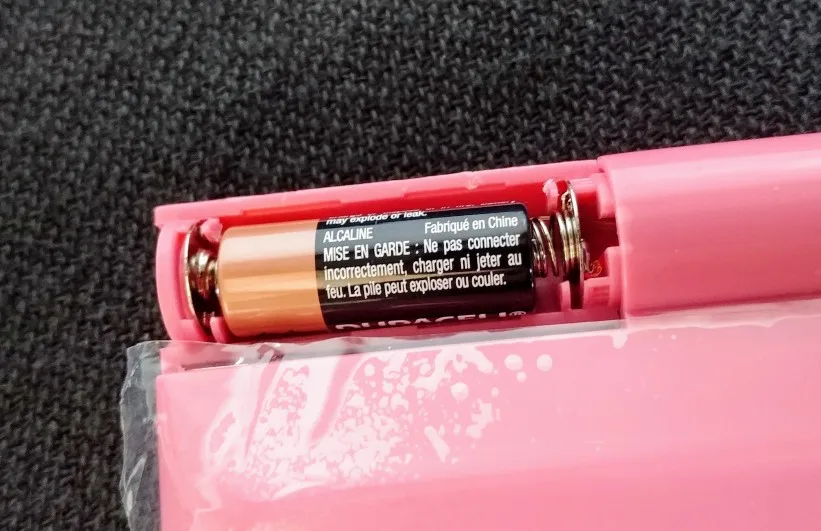 may explode or leak.
ALCALINE Fabriqué en Chine
MISE EN GARDE : Ne pas connecter
incorrectement, charger ni jeter au
feu. La pile peut exploser ou couler.
DURACELL®